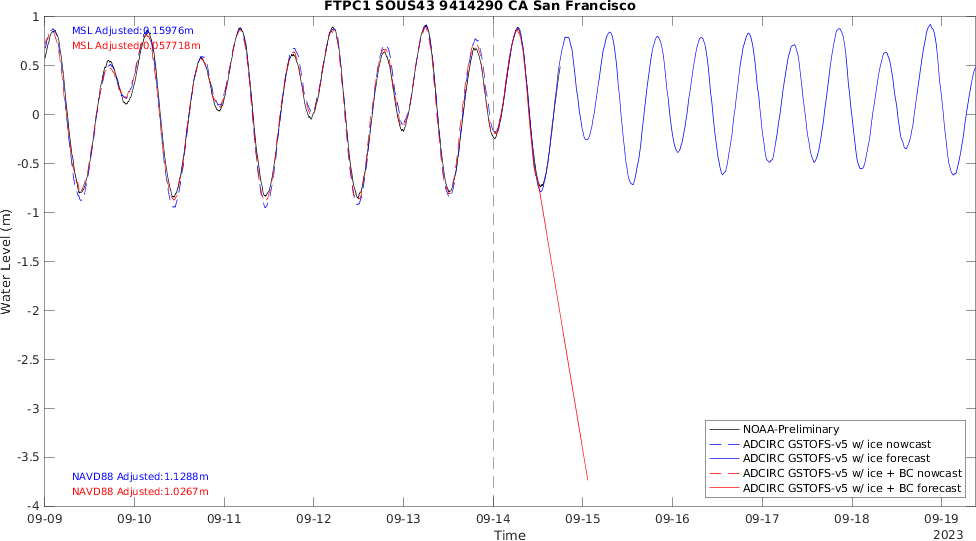 FTPC1 SOUS43 9414290 CA San Francisco
MSL Adjusted:0.15976m
MSL Adjusted:0.057718m
1
0.5
0
-0.5
-1
-1.5
-2
-2.5
-3
-3.5
-4
Water Level (m)
NAVD88 Adjusted:1.1288m
NAVD88 Adjusted:1.0267m
NOAA-Preliminary
ADCIRC GSTOFS-v5 w/ ice nowcast
ADCIRC GSTOFS-v5 w/ ice forecast
ADCIRC GSTOFS-v5 w/ ice + BC nowcast
ADCIRC GSTOFS-v5 w/ ice + BC forecast
09-09 09-10 09-11 09-12 09-13 09-14 09-15 09-16 09-17 09-18 09-19
Time
2023